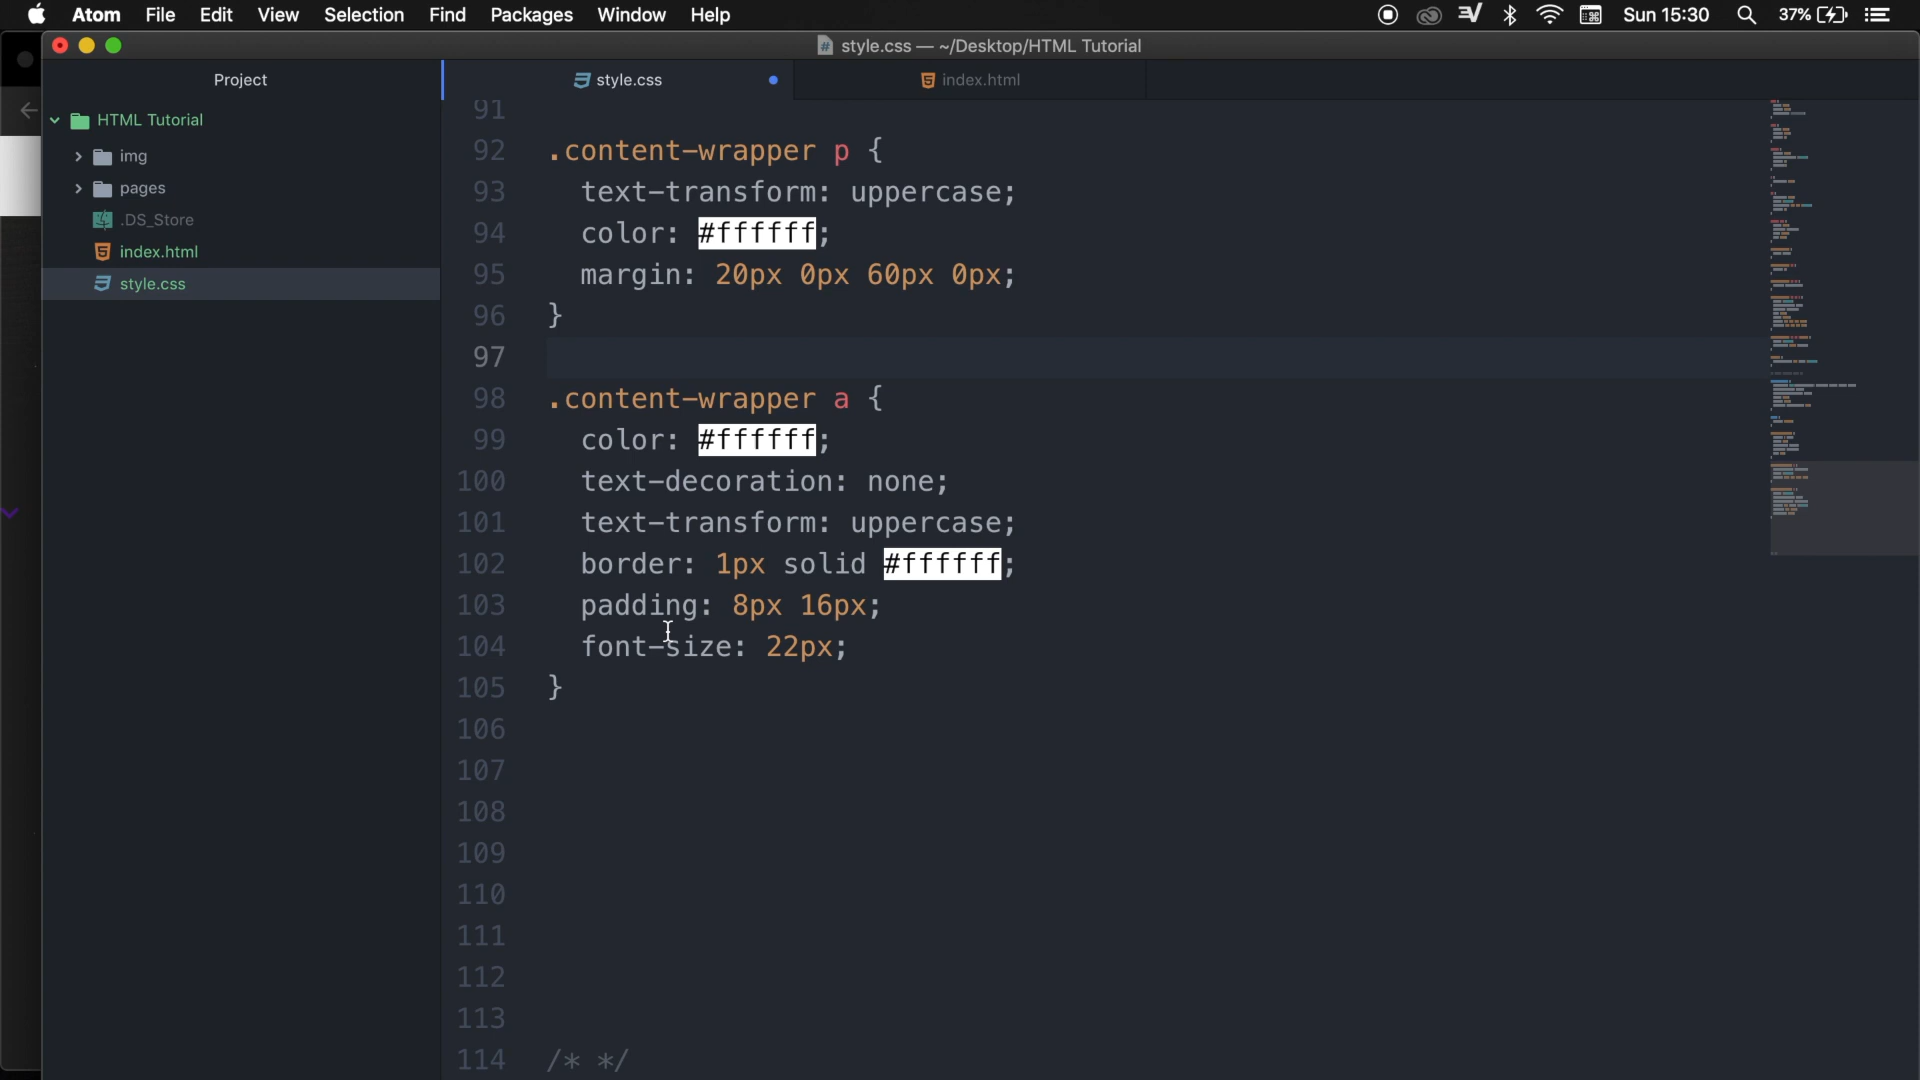 Atom File Edit View Selection Find Packages Window Help Sun 15:30 37%
style.css — ~/Desktop/HTML Tutorial
Project
style.css
index.html
HTML Tutorial
img
pages
.DS_Store
index.html
style.css
91
92 .content-wrapper p {
93 text-transform: uppercase;
94 color: #ffffff;
95 margin: 20px 0px 60px 0px;
96 }
97
98 .content-wrapper a {
99 color: #ffffff;
100 text-decoration: none;
101 text-transform: uppercase;
102 border: 1px solid #ffffff;
103 padding: 8px 16px;
104 font-size: 22px;
105 }
106
107
108
109
110
111
112
113
114 /* */